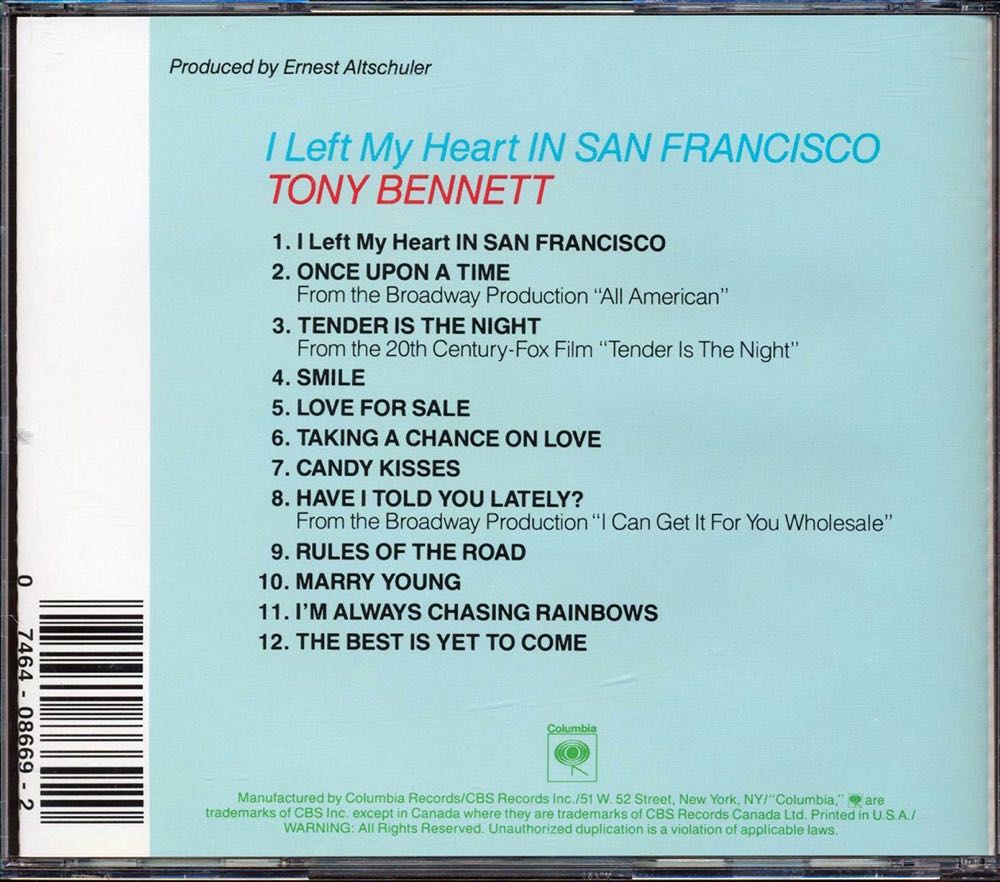 Produced by Ernest Altschuler
I Left My Heart IN SAN FRANCISCO
TONY BENNETT
1. I Left My Heart IN SAN FRANCISCO
2. ONCE UPON A TIME
From the Broadway Production "All American"
3. TENDER IS THE NIGHT
From the 20th Century-Fox Film "Tender Is The Night"
4. SMILE
5. LOVE FOR SALE
6. TAKING A CHANCE ON LOVE
7. CANDY KISSES
8. HAVE I TOLD YOU LATELY?
From the Broadway Production "I Can Get It For You Wholesale"
9. RULES OF THE ROAD
10. MARRY YOUNG
11. I'M ALWAYS CHASING RAINBOWS
12. THE BEST IS YET TO COME
0 7464-08669-2
Columbia
Manufactured by Columbia Records/CBS Records Inc./51 W. 52 Street, New York, NY/"Columbia," are
trademarks of CBS Inc. except in Canada where they are trademarks of CBS Records Canada Ltd. Printed in U.S.A./
WARNING: All Rights Reserved. Unauthorized duplication is a violation of applicable laws.